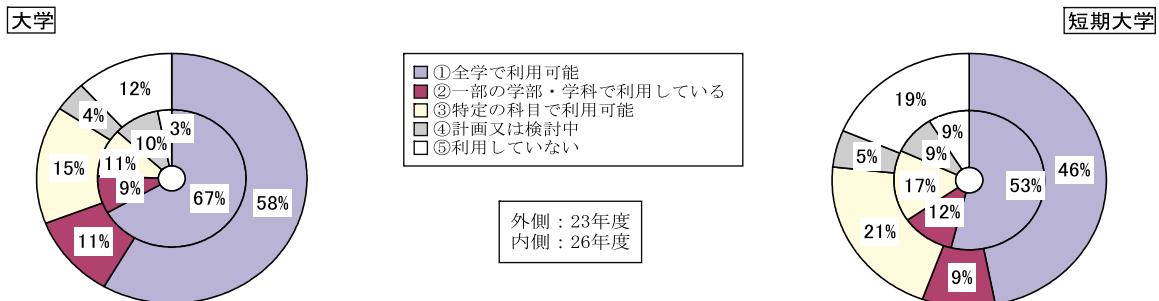 大学
短期大学
①全学で利用可能
②一部の学部・学科で利用している
③特定の科目で利用可能
④計画又は検討中
⑤利用していない
外側：23年度
内側：26年度
12%
4%
3%
10%
15%
11%
9%
67%
58%
11%
19%
9%
5%
9%
46%
17%
53%
12%
21%
9%